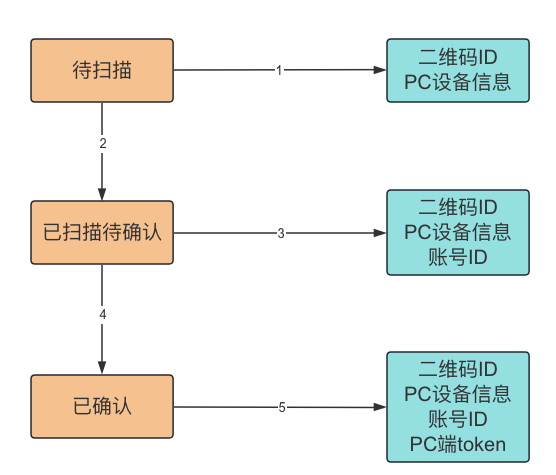 待扫描
1
二维码ID
PC设备信息
2
已扫描待确认
3
二维码ID
PC设备信息
账号ID
4
已确认
5
二维码ID
PC设备信息
账号ID
PC端token